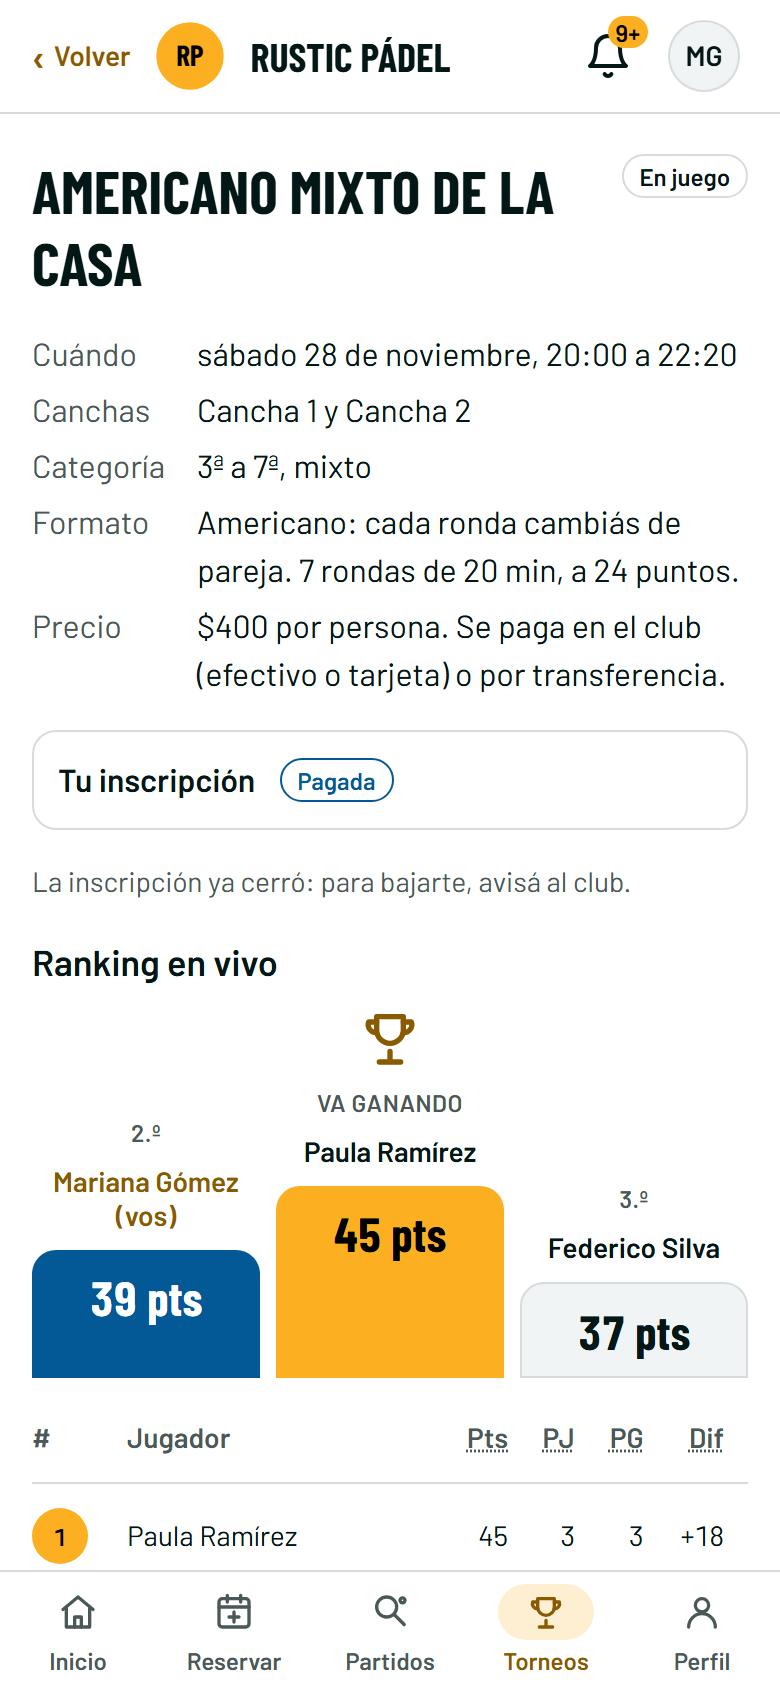 ‹ Volver
RP
RUSTIC PÁDEL
9+
MG
AMERICANO MIXTO DE LA
CASA
En juego
Cuándo sábado 28 de noviembre, 20:00 a 22:20
Canchas Cancha 1 y Cancha 2
Categoría 3ª a 7ª, mixto
Formato Americano: cada ronda cambiás de
pareja. 7 rondas de 20 min, a 24 puntos.
Precio $400 por persona. Se paga en el club
(efectivo o tarjeta) o por transferencia.
Tu inscripción Pagada
La inscripción ya cerró: para bajarte, avisá al club.
Ranking en vivo
VA GANANDO
Paula Ramírez
45 pts
2.º
Mariana Gómez
(vos)
39 pts
3.º
Federico Silva
37 pts
# Jugador Pts PJ PG Dif
1 Paula Ramírez 45 3 3 +18
Inicio Reservar Partidos Torneos Perfil